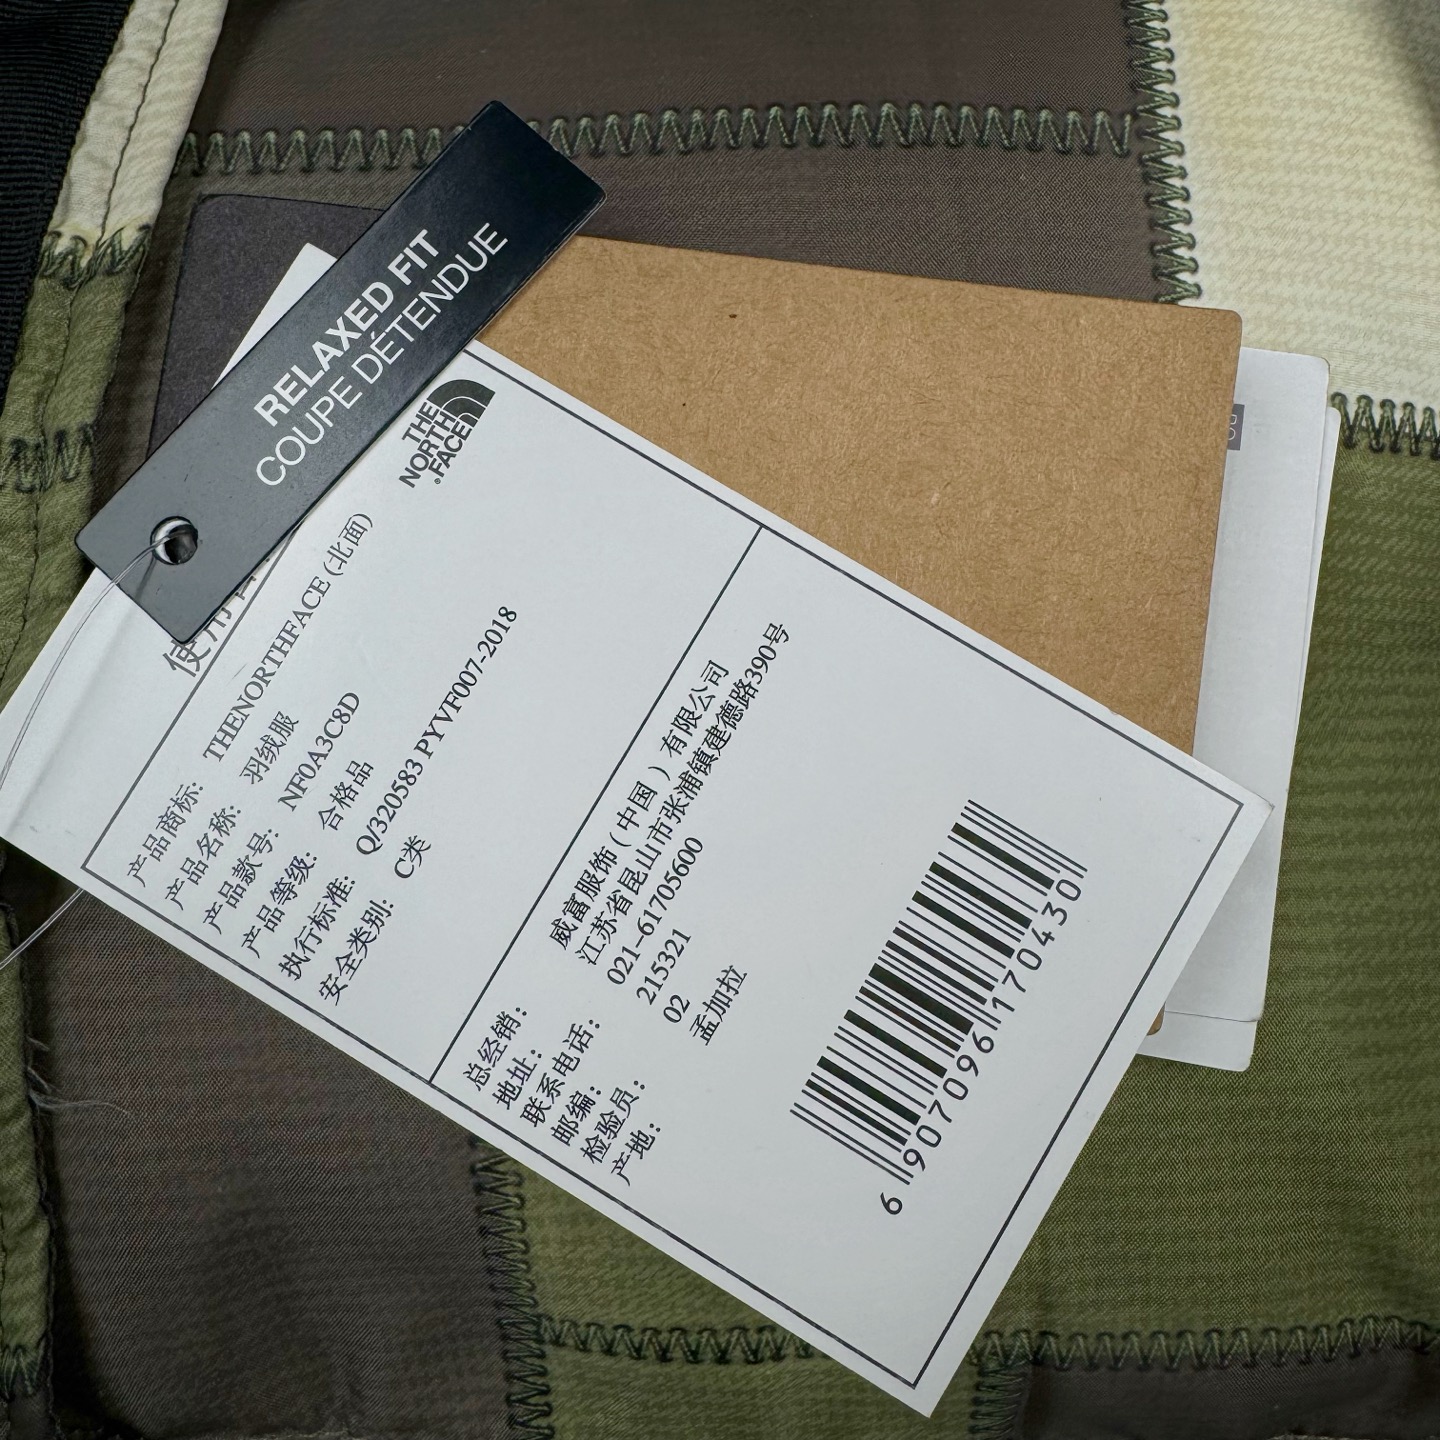 RELAXED FIT
COUPE DÉTENDUE
THE
NORTH
FACE®
使用
产品商标: THENORTHFACE (北面)
产品名称: 羽绒服
产品款号: NF0A3C8D
产品等级: 合格品
执行标准: Q/320583 PYVF007-2018
安全类别: C类
总经销: 威富服饰 (中国) 有限公司
地址: 江苏省昆山市张浦镇建德路390号
联系电话: 021-61705600
邮编: 215321
检验员: 02
产地: 孟加拉
6 907096 170430